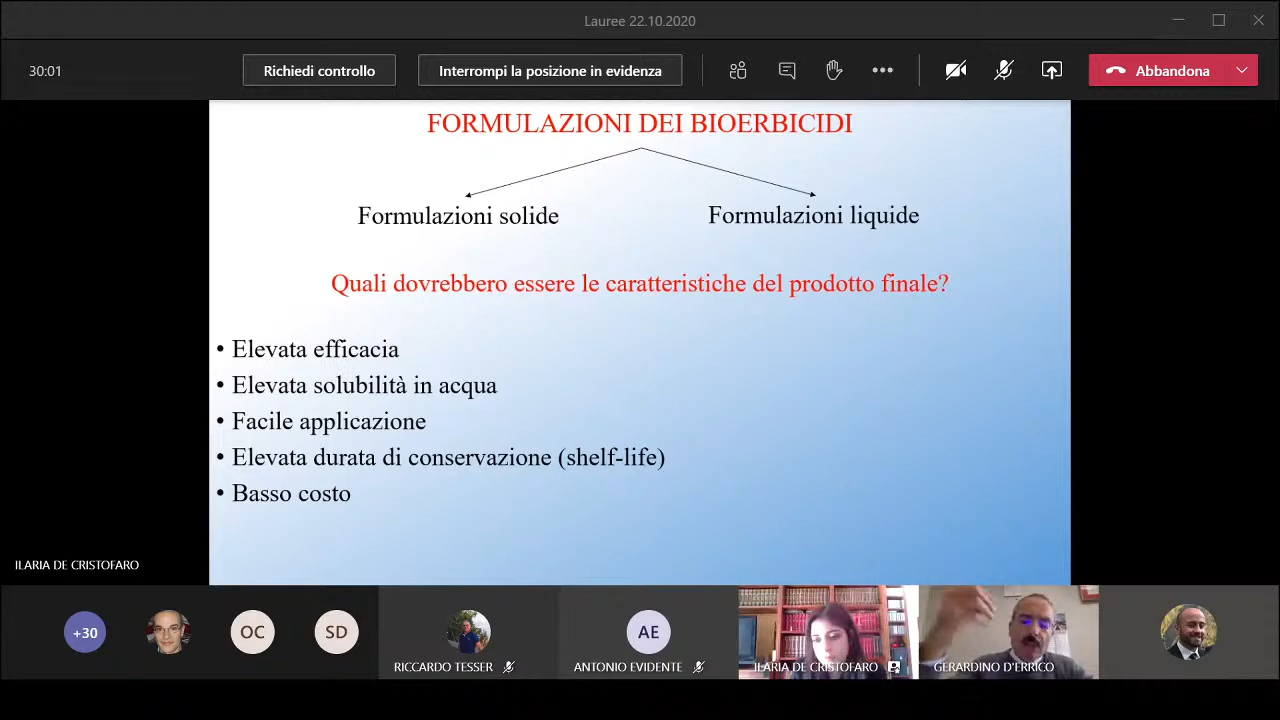 Lauree 22.10.2020
30:01
Richiedi controllo
Interrompi la posizione in evidenza
Abbandona
FORMULAZIONI DEI BIOERBICIDI
Formulazioni solide
Formulazioni liquide
Quali dovrebbero essere le caratteristiche del prodotto finale?
• Elevata efficacia
• Elevata solubilità in acqua
• Facile applicazione
• Elevata durata di conservazione (shelf-life)
• Basso costo
ILARIA DE CRISTOFARO
+30
OC
SD
RICCARDO TESSER
AE
ANTONIO EVIDENTE
ILARIA DE CRISTOFARO
GERARDINO D'ERRICO